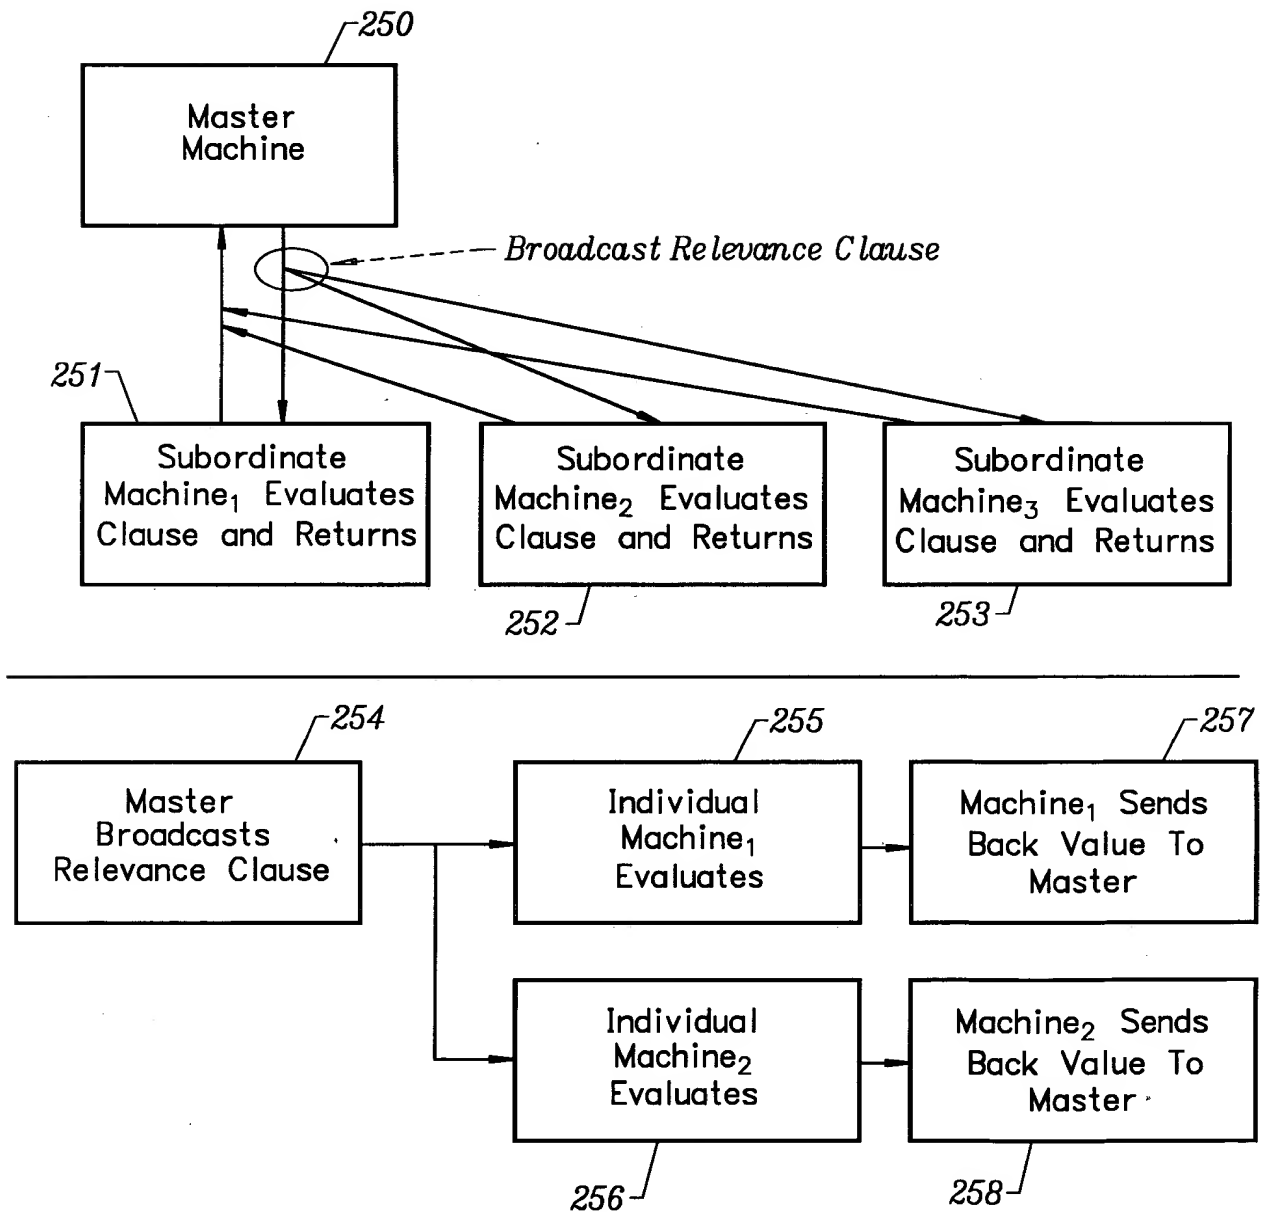 250
Master
Machine
Broadcast Relevance Clause
251
Subordinate
Machine₁ Evaluates
Clause and Returns
Subordinate
Machine₂ Evaluates
Clause and Returns
Subordinate
Machine₃ Evaluates
Clause and Returns
252
253
254
255
257
Master
Broadcasts
Relevance Clause
Individual
Machine₁
Evaluates
Machine₁ Sends
Back Value To
Master
Individual
Machine₂
Evaluates
Machine₂ Sends
Back Value To
Master
256
258